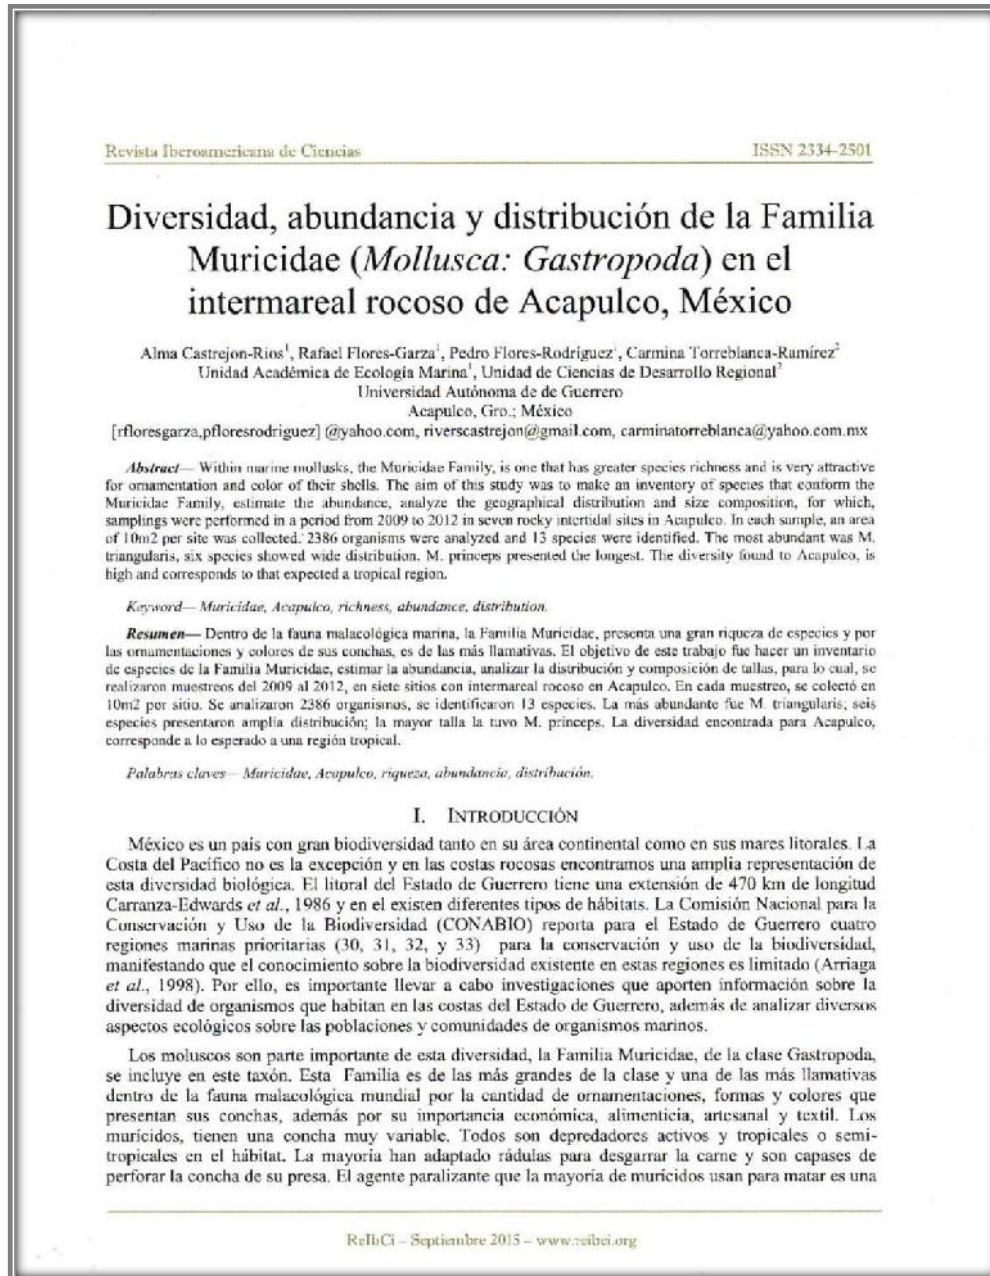 Revista Iberoamericana de Ciencias ISSN 2334-2501
Diversidad, abundancia y distribución de la Familia
Muricidae (Mollusca: Gastropoda) en el
intermareal rocoso de Acapulco, México
Alma Castrejon-Rios¹, Rafael Flores-Garza¹, Pedro Flores-Rodríguez¹, Carmina Torreblanca-Ramírez²
Unidad Académica de Ecología Marina¹, Unidad de Ciencias de Desarrollo Regional²
Universidad Autónoma de de Guerrero
Acapulco, Gro.; México
[rfloresgarza,pfloresrodriguez] @yahoo.com, riverscastrejon@gmail.com, carminatorreblanca@yahoo.com.mx
Abstract— Within marine mollusks, the Muricidae Family, is one that has greater species richness and is very attractive
for ornamentation and color of their shells. The aim of this study was to make an inventory of species that conform the
Muricidae Family, estimate the abundance, analyze the geographical distribution and size composition, for which,
samplings were performed in a period from 2009 to 2012 in seven rocky intertidal sites in Acapulco. In each sample, an area
of 10m2 per site was collected. 2386 organisms were analyzed and 13 species were identified. The most abundant was M.
triangularis, six species showed wide distribution. M. princeps presented the longest. The diversity found to Acapulco, is
high and corresponds to that expected a tropical region.
Keyword— Muricidae, Acapulco, richness, abundance, distribution.
Resumen— Dentro de la fauna malacológica marina, la Familia Muricidae, presenta una gran riqueza de especies y por
las ornamentaciones y colores de sus conchas, es de las más llamativas. El objetivo de este trabajo fue hacer un inventario
de especies de la Familia Muricidae, estimar la abundancia, analizar la distribución y composición de tallas, para lo cual, se
realizaron muestreos del 2009 al 2012, en siete sitios con intermareal rocoso en Acapulco. En cada muestreo, se colectó en
10m2 por sitio. Se analizaron 2386 organismos, se identificaron 13 especies. La más abundante fue M. triangularis; seis
especies presentaron amplia distribución; la mayor talla la tuvo M. princeps. La diversidad encontrada para Acapulco,
corresponde a lo esperado a una región tropical.
Palabras claves— Muricidae, Acapulco, riqueza, abundancia, distribución.
I. INTRODUCCIÓN
México es un país con gran biodiversidad tanto en su área continental como en sus mares litorales. La
Costa del Pacífico no es la excepción y en las costas rocosas encontramos una amplia representación de
esta diversidad biológica. El litoral del Estado de Guerrero tiene una extensión de 470 km de longitud
Carranza-Edwards et al., 1986 y en el existen diferentes tipos de hábitats. La Comisión Nacional para la
Conservación y Uso de la Biodiversidad (CONABIO) reporta para el Estado de Guerrero cuatro
regiones marinas prioritarias (30, 31, 32, y 33) para la conservación y uso de la biodiversidad,
manifestando que el conocimiento sobre la biodiversidad existente en estas regiones es limitado (Arriaga
et al., 1998). Por ello, es importante llevar a cabo investigaciones que aporten información sobre la
diversidad de organismos que habitan en las costas del Estado de Guerrero, además de analizar diversos
aspectos ecológicos sobre las poblaciones y comunidades de organismos marinos.
Los moluscos son parte importante de esta diversidad, la Familia Muricidae, de la clase Gastropoda,
se incluye en este taxón. Esta Familia es de las más grandes de la clase y una de las más llamativas
dentro de la fauna malacológica mundial por la cantidad de ornamentaciones, formas y colores que
presentan sus conchas, además por su importancia económica, alimenticia, artesanal y textil. Los
murícidos, tienen una concha muy variable. Todos son depredadores activos y tropicales o semi-
tropicales en el hábitat. La mayoría han adaptado rádulas para desgarrar la carne y son capases de
perforar la concha de su presa. El agente paralizante que la mayoría de murícidos usan para matar es una
ReIbCi – Septiembre 2015 – www.reibci.org